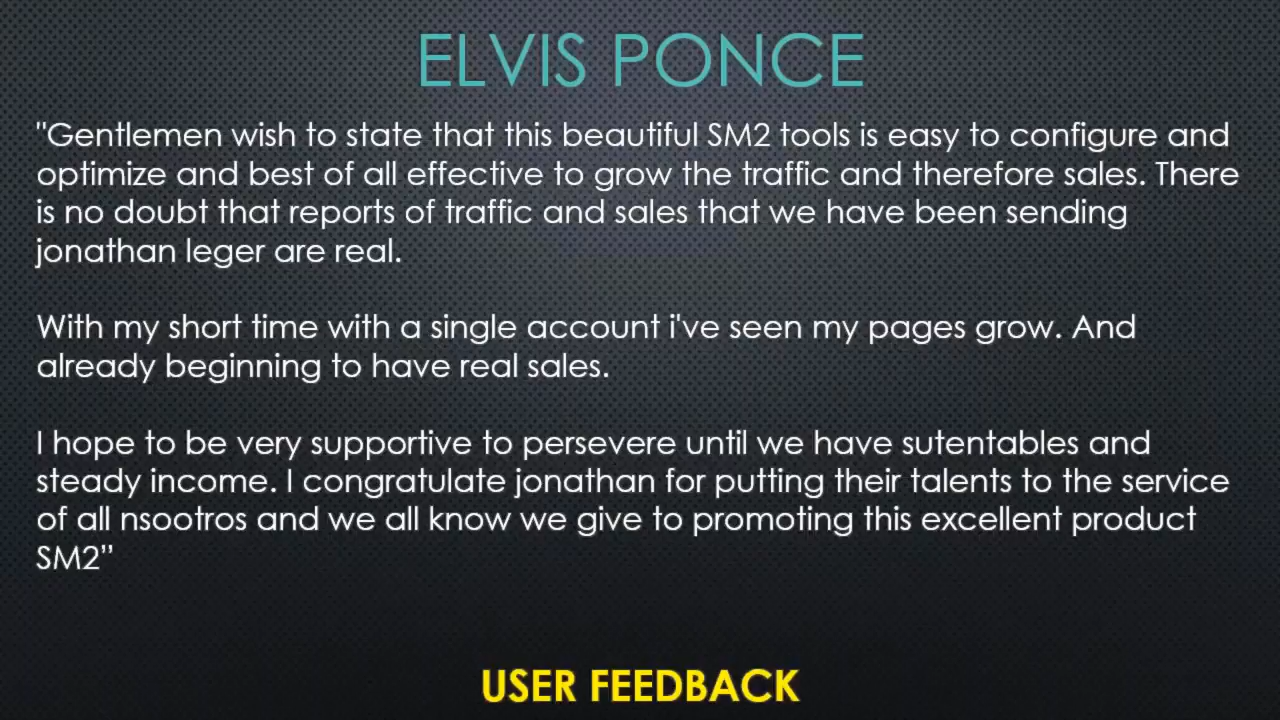 ELVIS PONCE
"Gentlemen wish to state that this beautiful SM2 tools is easy to configure and
optimize and best of all effective to grow the traffic and therefore sales. There
is no doubt that reports of traffic and sales that we have been sending
jonathan leger are real.
With my short time with a single account i've seen my pages grow. And
already beginning to have real sales.
I hope to be very supportive to persevere until we have sutentables and
steady income. I congratulate jonathan for putting their talents to the service
of all nsootros and we all know we give to promoting this excellent product
SM2”
USER FEEDBACK